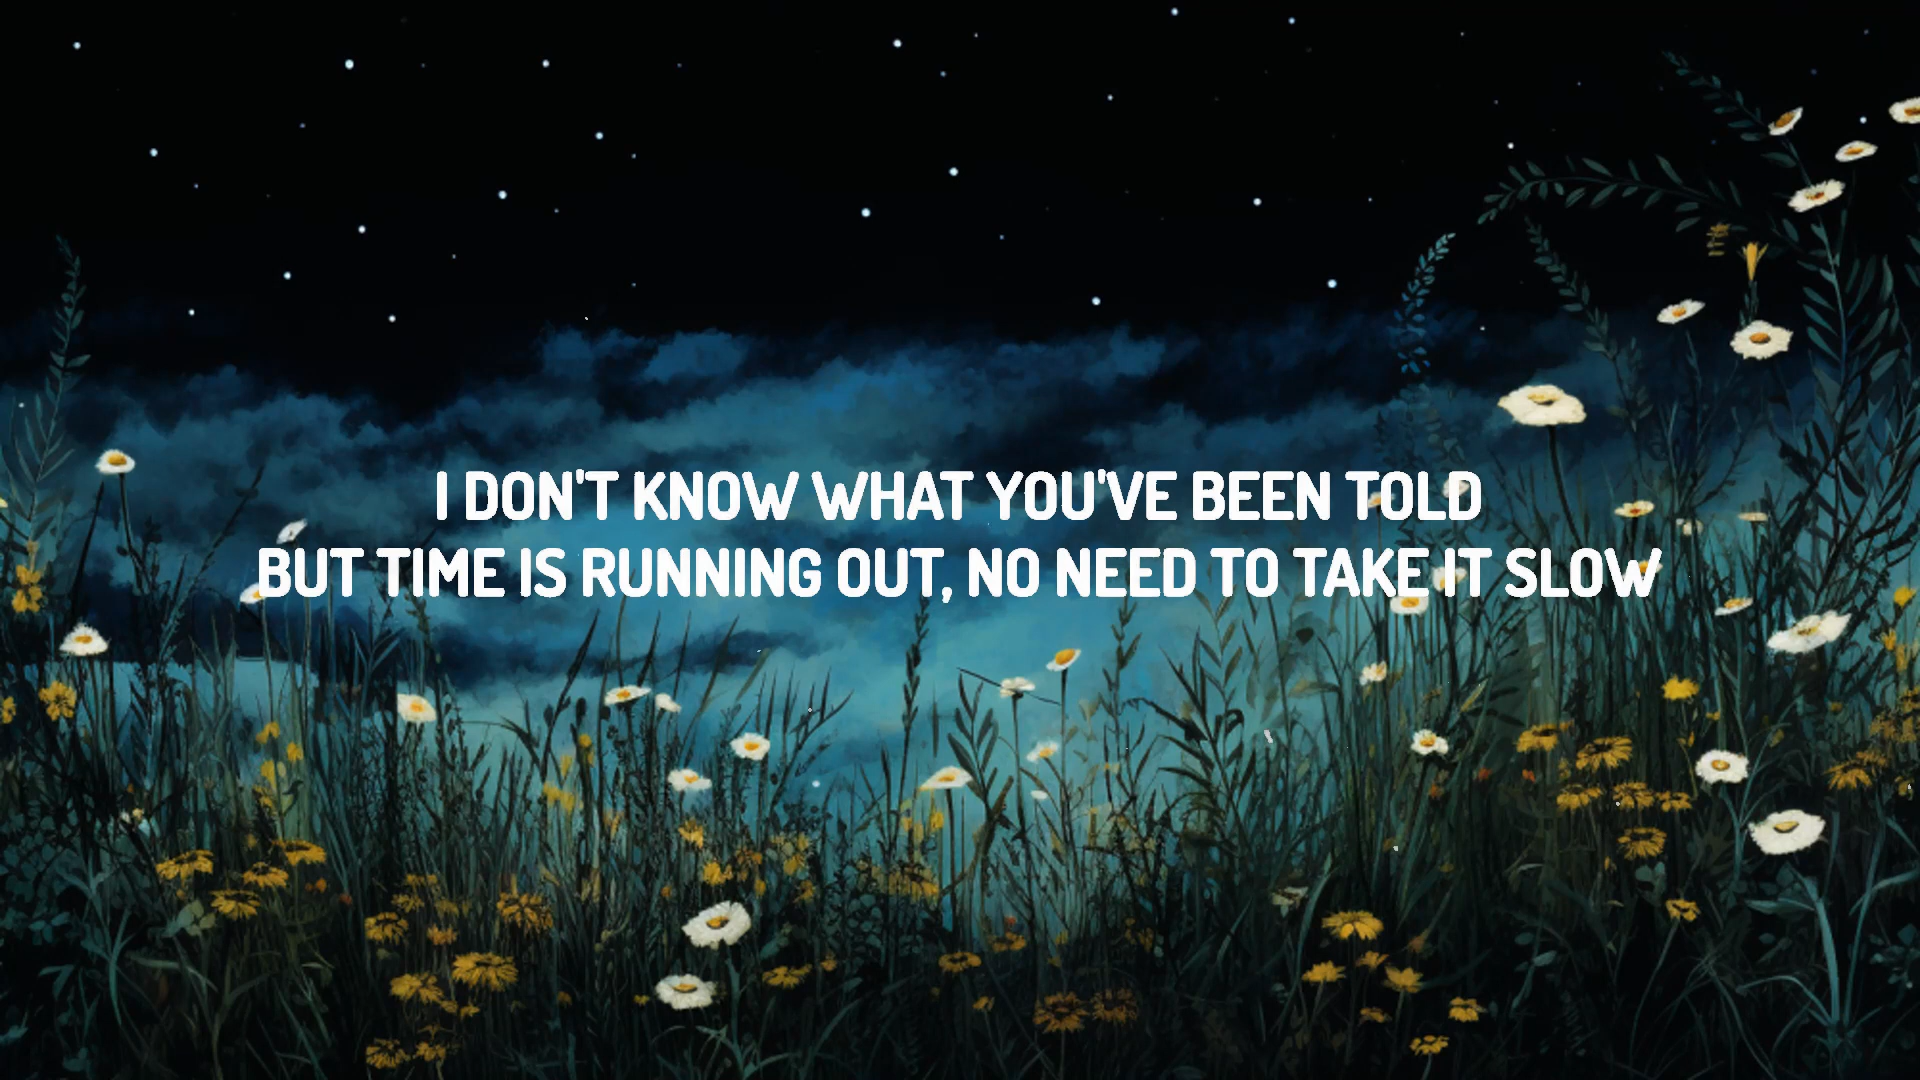 I DON'T KNOW WHAT YOU'VE BEEN TOLD
BUT TIME IS RUNNING OUT, NO NEED TO TAKE IT SLOW